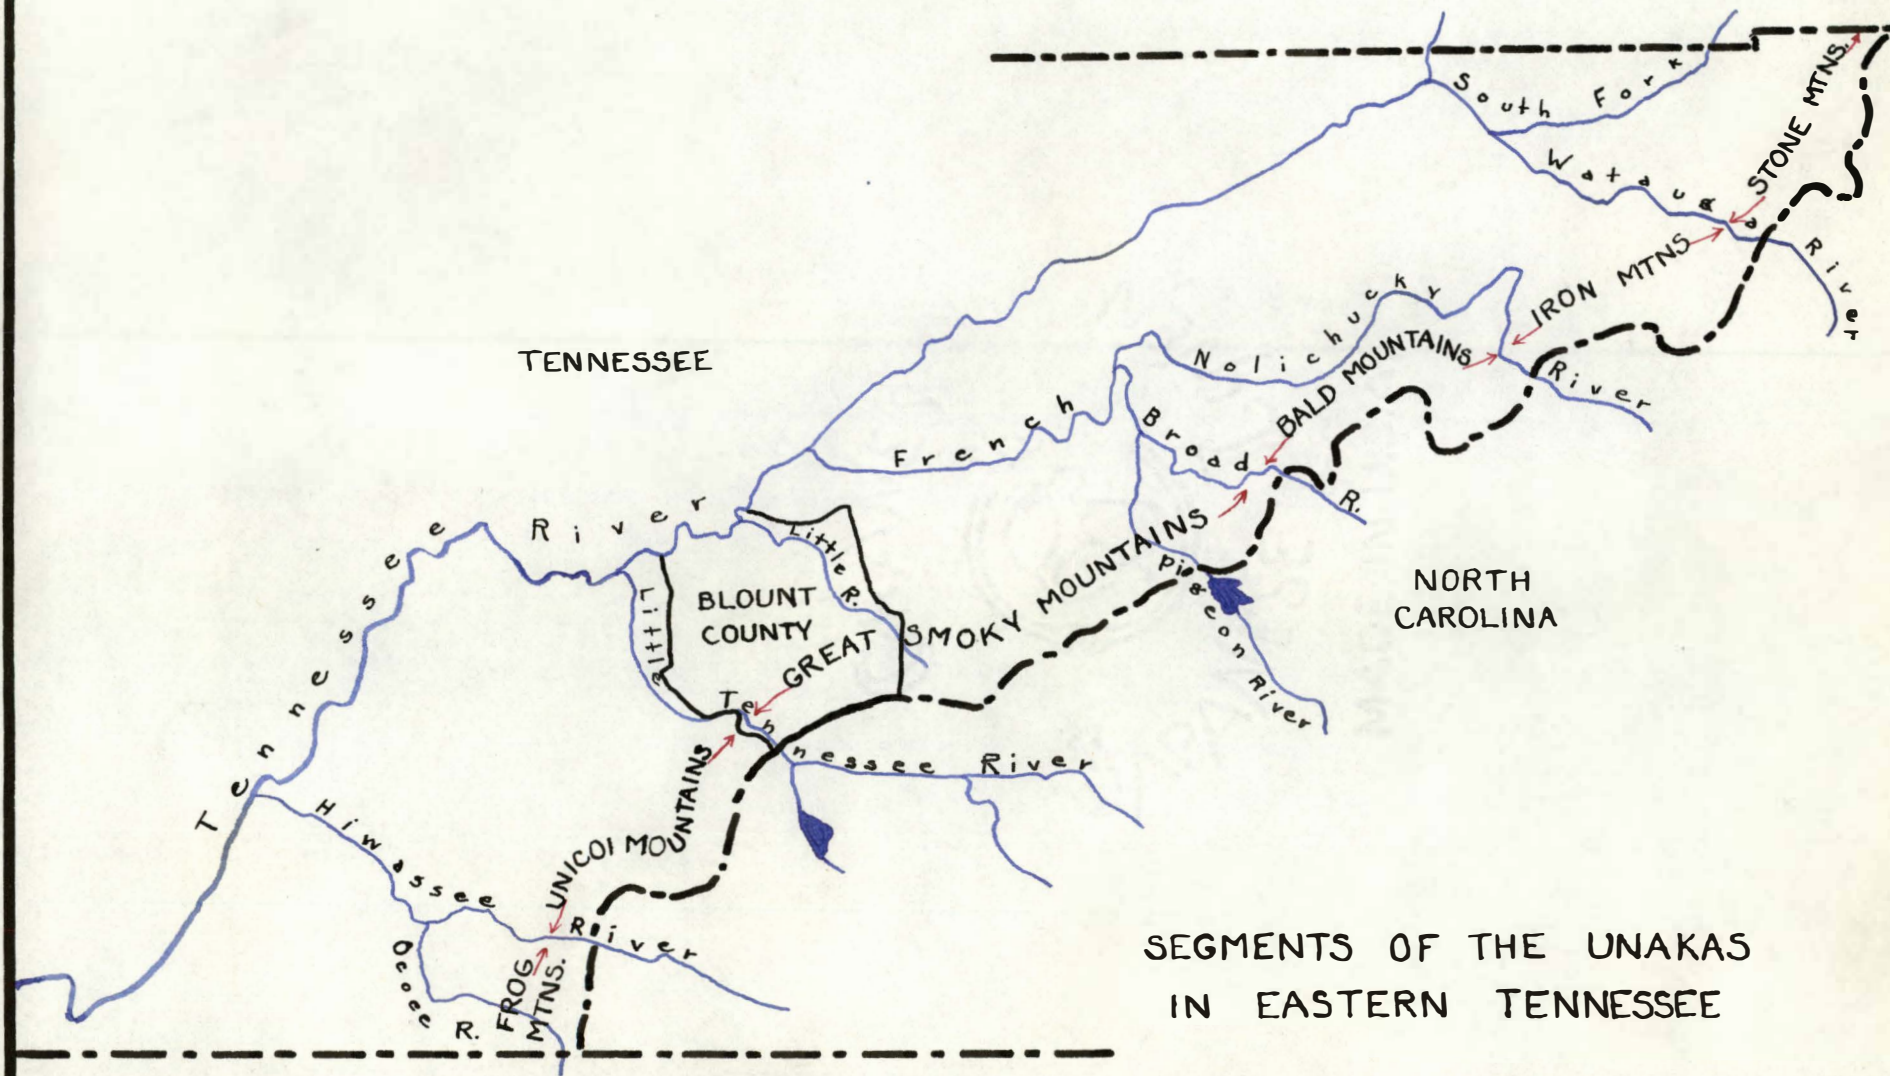 South Fork
STONE MTNS.
Watauga River
IRON MTNS
Nolichucky River
BALD MOUNTAINS
TENNESSEE
French Broad R.
Tennessee River
Little R.
Pigeon River
NORTH
CAROLINA
BLOUNT
COUNTY
GREAT SMOKY MOUNTAINS
Little Tennessee River
UNICOI MOUNTAINS
Hiwassee River
Ocoee R.
FROG
MTNS.
SEGMENTS OF THE UNAKAS
IN EASTERN TENNESSEE